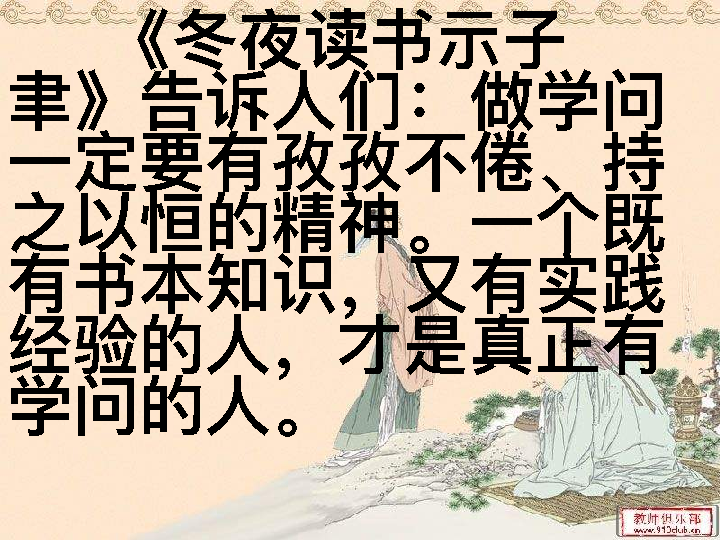 《冬夜读书示子
聿》告诉人们：做学问
一定要有孜孜不倦、持
之以恒的精神。一个既
有书本知识，又有实践
经验的人，才是真正有
学问的人。
教师俱乐部
www.910club.cn